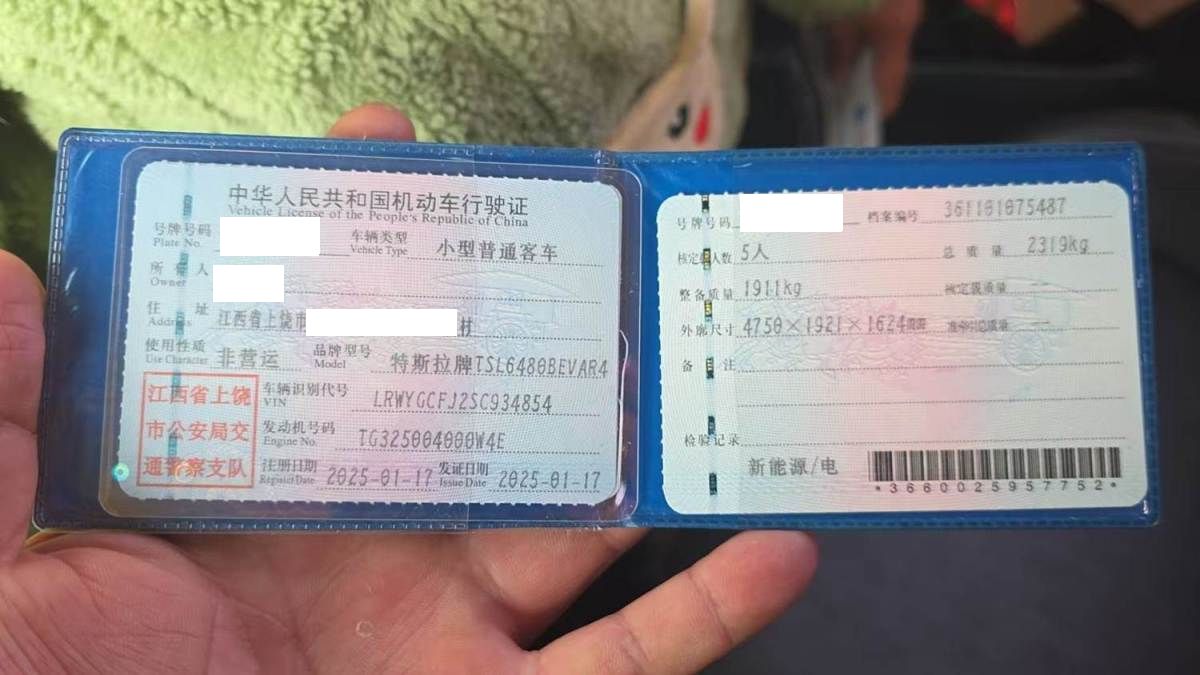 中华人民共和国机动车行驶证
Vehicle License of the People's Republic of China
号牌号码 车辆类型 小型普通客车
Plate No. Vehicle Type
所有人
Owner
住址 江西省上饶市 村
Address
使用性质 非营运 品牌型号 特斯拉牌TSL6480BEVAR4
Use Character Model
江西省上饶市公安局交通警察支队
车辆识别代号 LRWYGCFJ2SC934854
VIN
发动机号码 TG325004000W4E
Engine No.
注册日期 2025-01-17 发证日期 2025-01-17
Register Date Issue Date
号牌号码 档案编号 361101075487
核定载人数 5人 总质量 2319kg
整备质量 1911kg 核定载质量 --
外廓尺寸 4750×1921×1624 准牵引总质量 --
备注
检验记录
新能源/电
*3660025957752*